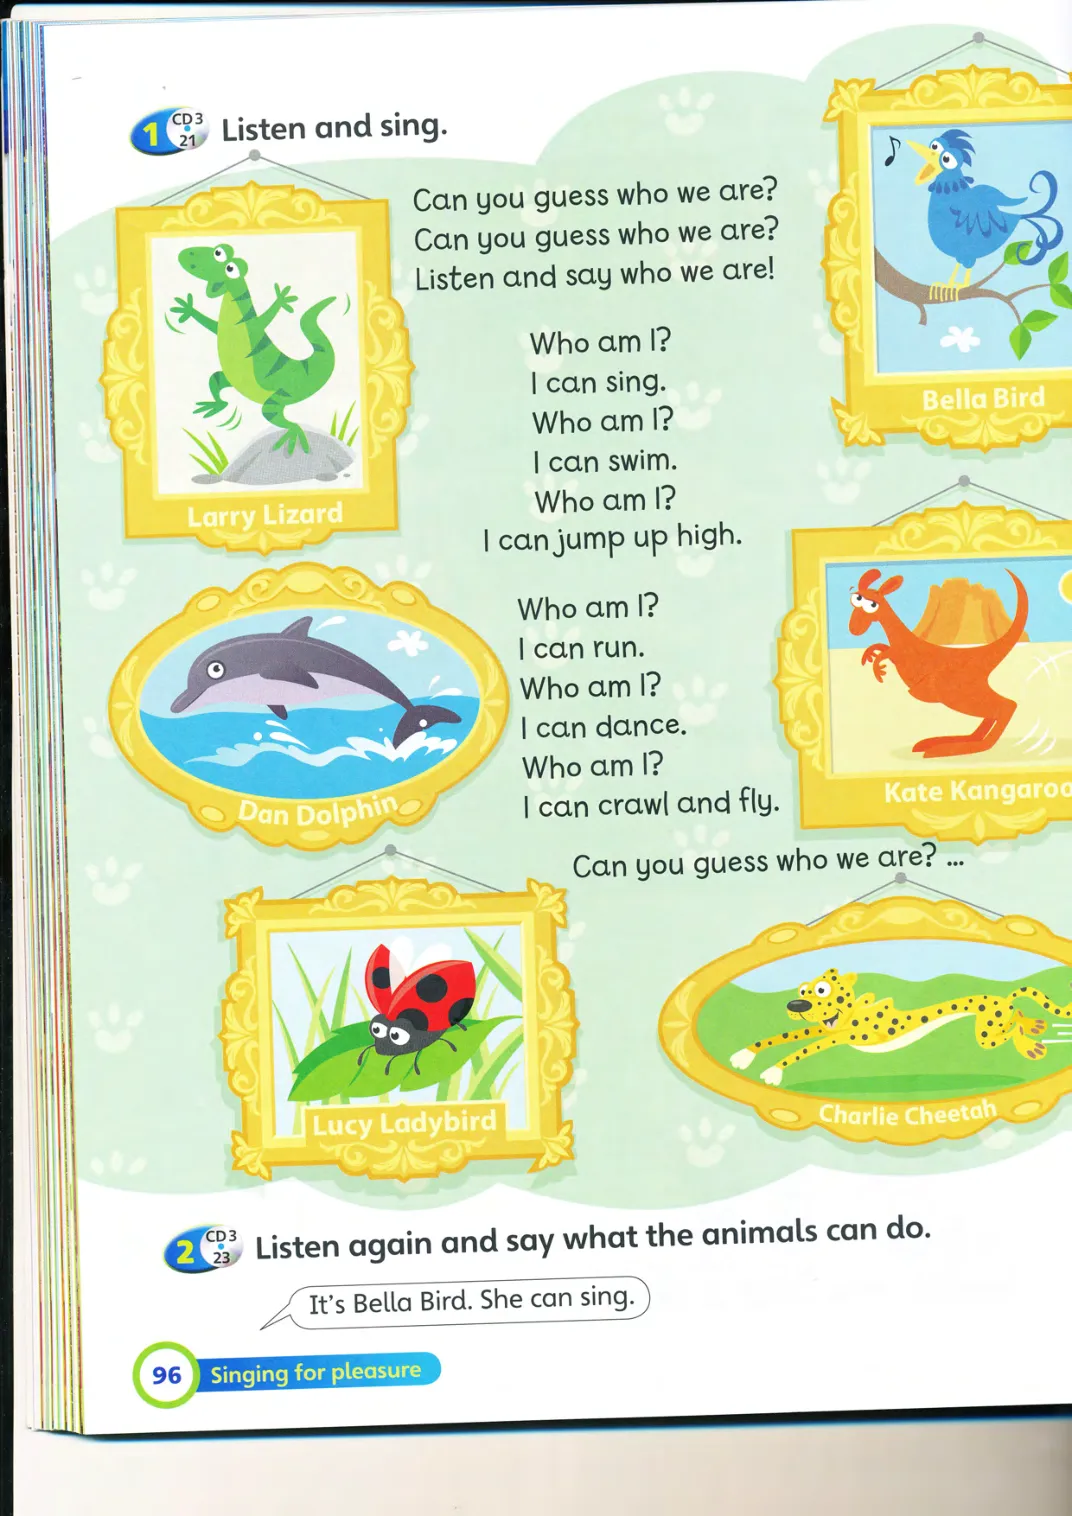 1 CD3 21 Listen and sing.
Can you guess who we are?
Can you guess who we are?
Listen and say who we are!
Who am I?
I can sing.
Who am I?
I can swim.
Who am I?
I can jump up high.
Who am I?
I can run.
Who am I?
I can dance.
Who am I?
I can crawl and fly.
Can you guess who we are? ...
Larry Lizard
Bella Bird
Dan Dolphin
Kate Kangaroo
Lucy Ladybird
Charlie Cheetah
2 CD3 23 Listen again and say what the animals can do.
It's Bella Bird. She can sing.
96 Singing for pleasure